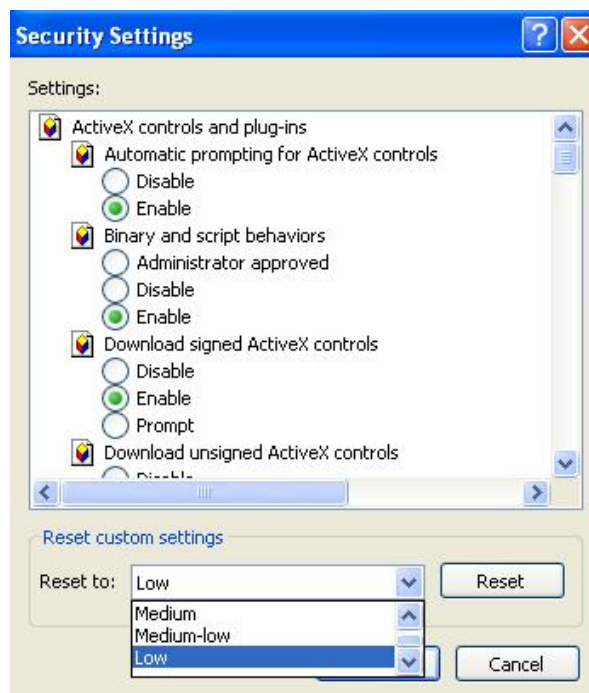 Security Settings
Settings:
ActiveX controls and plug-ins
Automatic prompting for ActiveX controls
Disable
Enable
Binary and script behaviors
Administrator approved
Disable
Enable
Download signed ActiveX controls
Disable
Enable
Prompt
Download unsigned ActiveX controls
Reset custom settings
Reset to: Low Reset
Medium
Medium-low
Low
Cancel